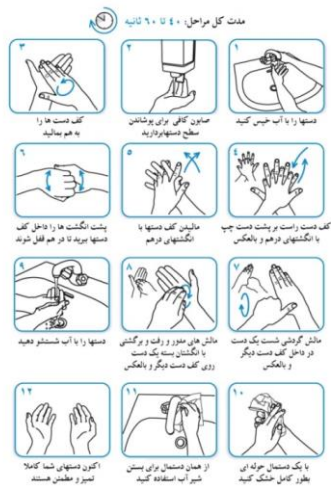 مدت کل مراحل: ٤٠ تا ٦٠ ثانیه
۱
دستها را با آب خیس کنید
۲
صابون کافی برای پوشاندن
سطح دستهابردارید
۳
کف دست ها را
به هم بمالید
٤
کف دست راست بر پشت دست چپ
با انگشتهای درهم و بالعکس
۵
مالیدن کف دستها با
انگشتهای درهم
٦
پشت انگشت ها را داخل کف
دستها ببرید تا در هم قفل شوند
۷
مالش گردشی شست یک دست
در داخل کف دست دیگر
و بالعکس
۸
مالش های مدور و رفت و برگشتی
با انگشتان بسته یک دست
روی کف دست دیگر و بالعکس
۹
دستها را با آب شستشو دهید
۱۰
با یک دستمال حوله ای
بطور کامل خشک کنید
۱۱
از همان دستمال برای بستن
شیر آب استفاده کنید
۱۲
اکنون دستهای شما کاملا
تمیز و مطمئن هستند